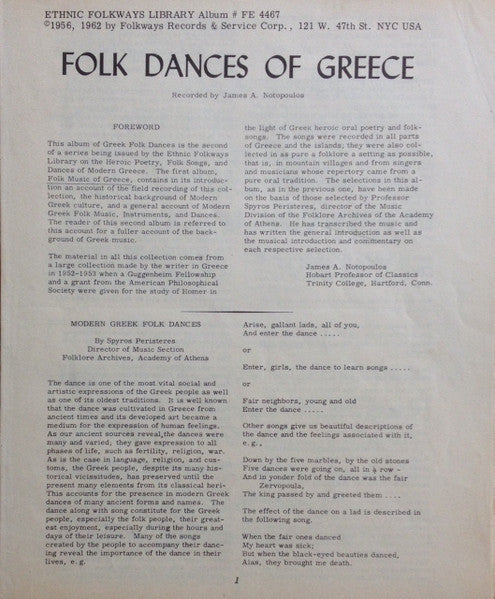 ETHNIC FOLKWAYS LIBRARY Album # FE 4467
©1956, 1962 by Folkways Records & Service Corp., 121 W. 47th St. NYC USA
FOLK DANCES OF GREECE
Recorded by James A. Notopoulos
FOREWORD
This album of Greek Folk Dances is the second
of a series being issued by the Ethnic Folkways
Library on the Heroic Poetry, Folk Songs, and
Dances of Modern Greece. The first album,
Folk Music of Greece, contains in its introduc-
tion an account of the field recording of this col-
lection, the historical background of Modern
Greek culture, and a general account of Modern
Greek Folk Music, Instruments, and Dances.
The reader of this second album is referred to
this account for a fuller account of the back-
ground of Greek music.
The material in all this collection comes from
a large collection made by the writer in Greece
in 1952-1953 when a Guggenheim Fellowship
and a grant from the American Philosophical
Society were given for the study of Homer in
the light of Greek heroic oral poetry and folk-
songs. The songs were recorded in all parts
of Greece and the islands; they were also col-
lected in as pure a folklore a setting as possible,
that is, in mountain villages and from singers
and musicians whose repertory came from a
pure oral tradition. The selections in this al-
bum, as in the previous one, have been made
on the basis of those selected by Professor
Spyros Peristeres, director of the Music
Division of the Folklore Archives of the Academy
of Athens. He has transcribed the music and
has written the general introduction as well as
the musical introduction and commentary on
each respective selection.
James A. Notopoulos
Hobart Professor of Classics
Trinity College, Hartford, Conn.
MODERN GREEK FOLK DANCES
By Spyros Peristeres
Director of Music Section
Folklore Archives, Academy of Athens
The dance is one of the most vital social and
artistic expressions of the Greek people as well
as one of its oldest traditions. It is well known
that the dance was cultivated in Greece from
ancient times and its developed art became a
medium for the expression of human feelings.
As our ancient sources reveal,the dances were
many and varied, they gave expression to all
phases of life, such as fertility, religion, war.
As is the case in language, religion, and cus-
toms, the Greek people, despite its many his-
torical vicissitudes, has preserved until the
present many elements from its classical heri-
This accounts for the presence in modern Greek
dances of many ancient forms and names. The
dance along with song constitute for the Greek
people, especially the folk people, their great-
est enjoyment, especially during the hours and
days of their leisure. Many of the songs
created by the people to accompany their danc-
ing reveal the importance of the dance in their
lives, e.g.
Arise, gallant lads, all of you,
And enter the dance .....
or
Enter, girls, the dance to learn songs .....
or
Fair neighbors, young and old
Enter the dance .....
Other songs give us beautiful descriptions of
the dance and the feelings associated with it,
e.g.,
Down by the five marbles, by the old stones
Five dances were going on, all in a row -
And in yonder fold of the dance was the fair
Zervopoula,
The king passed by and greeted them ....
The effect of the dance on a lad is described in
the following song.
When the fair ones danced
My heart was sick;
But when the black-eyed beauties danced,
Alas, they brought me death.
1